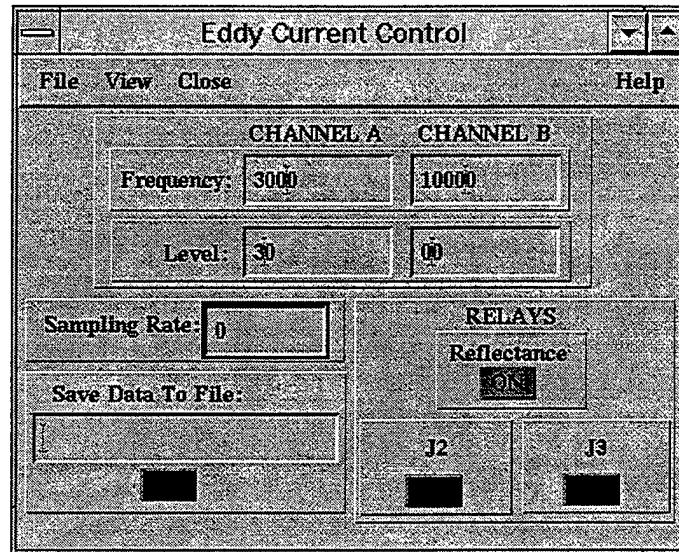 Eddy Current Control
File View Close Help
CHANNEL A CHANNEL B
Frequency: 3000 10000
Level: 30 00
Sampling Rate: 0
RELAYS
Reflectance
ON
Save Data To File:
J2 J3